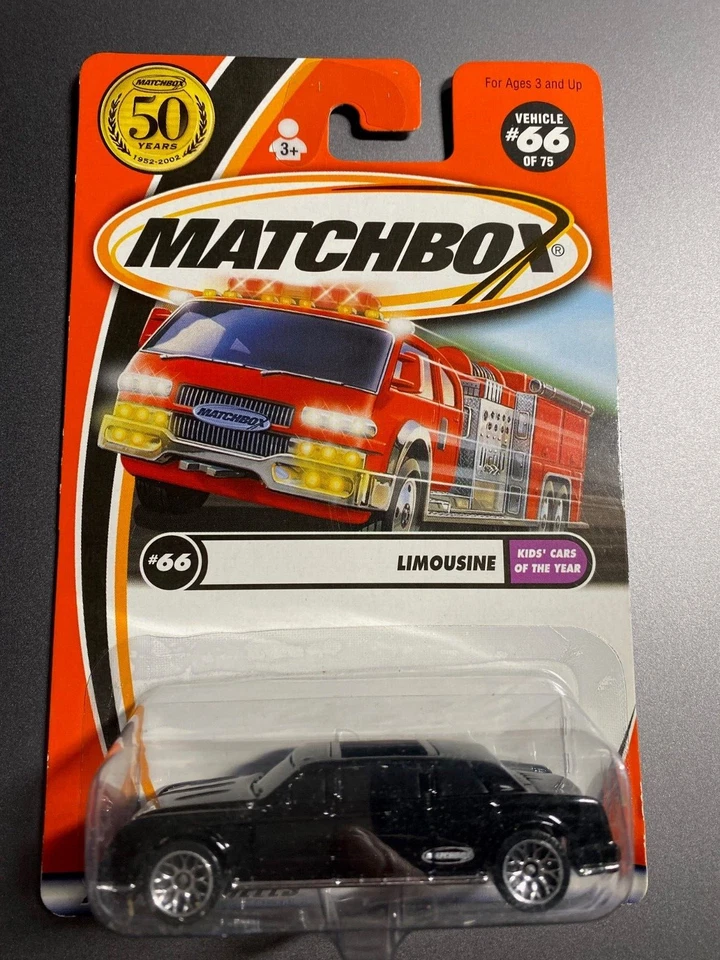 MATCHBOX
50
YEARS
1952-2002
3+
For Ages 3 and Up
VEHICLE
#66
OF 75
MATCHBOX®
MATCHBOX
#66
LIMOUSINE
KIDS' CARS
OF THE YEAR
MATCHBOX